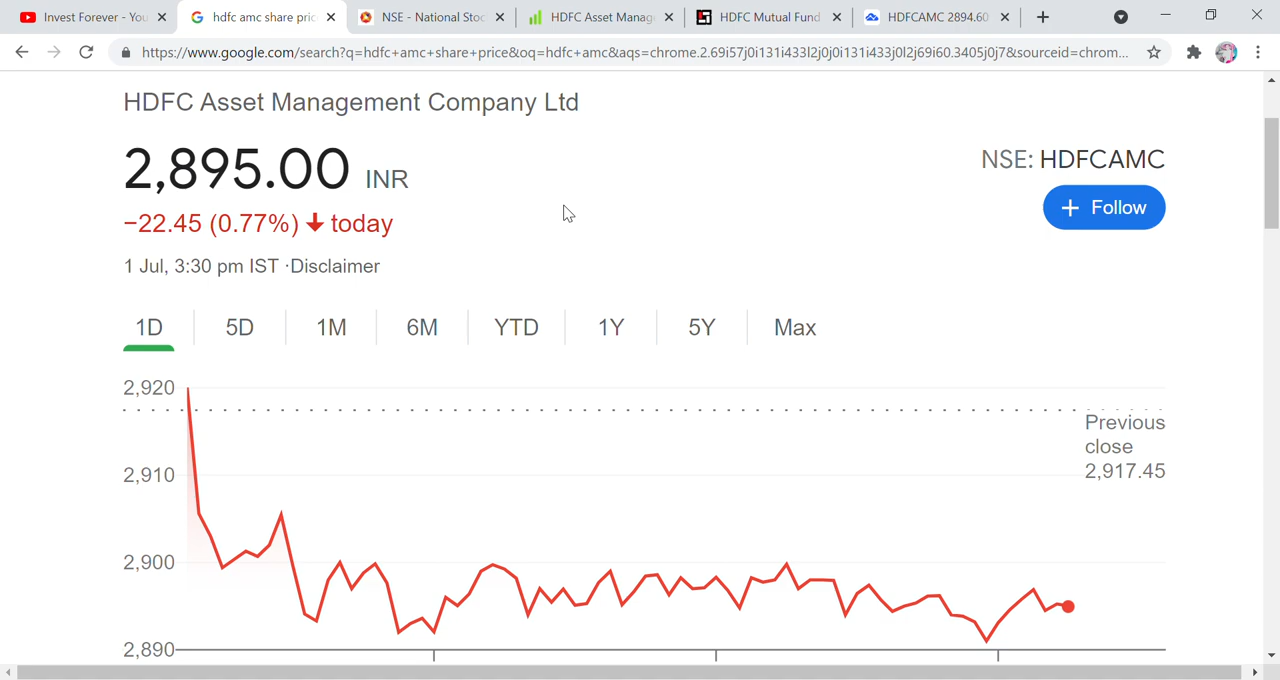 Invest Forever - You
hdfc amc share pric
NSE - National Stoc
HDFC Asset Manag
HDFC Mutual Fund
HDFCAMC 2894.60
https://www.google.com/search?q=hdfc+amc+share+price&oq=hdfc+amc&aqs=chrome.2.69i57j0i131i433l2j0j0i131i433j0l2j69i60.3405j0j7&sourceid=chrom...
HDFC Asset Management Company Ltd
2,895.00 INR
NSE: HDFCAMC
−22.45 (0.77%) ↓ today
+ Follow
1 Jul, 3:30 pm IST ·Disclaimer
1D 5D 1M 6M YTD 1Y 5Y Max
2,920
Previous
close
2,917.45
2,910
2,900
2,890